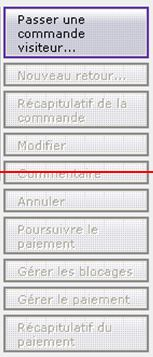 Passer une
commande
visiteur...
Nouveau retour...
Récapitulatif de la
commande
Modifier
Commentaire
Annuler
Poursuivre le
paiement
Gérer les blocages
Gérer le paiement
Récapitulatif du
paiement